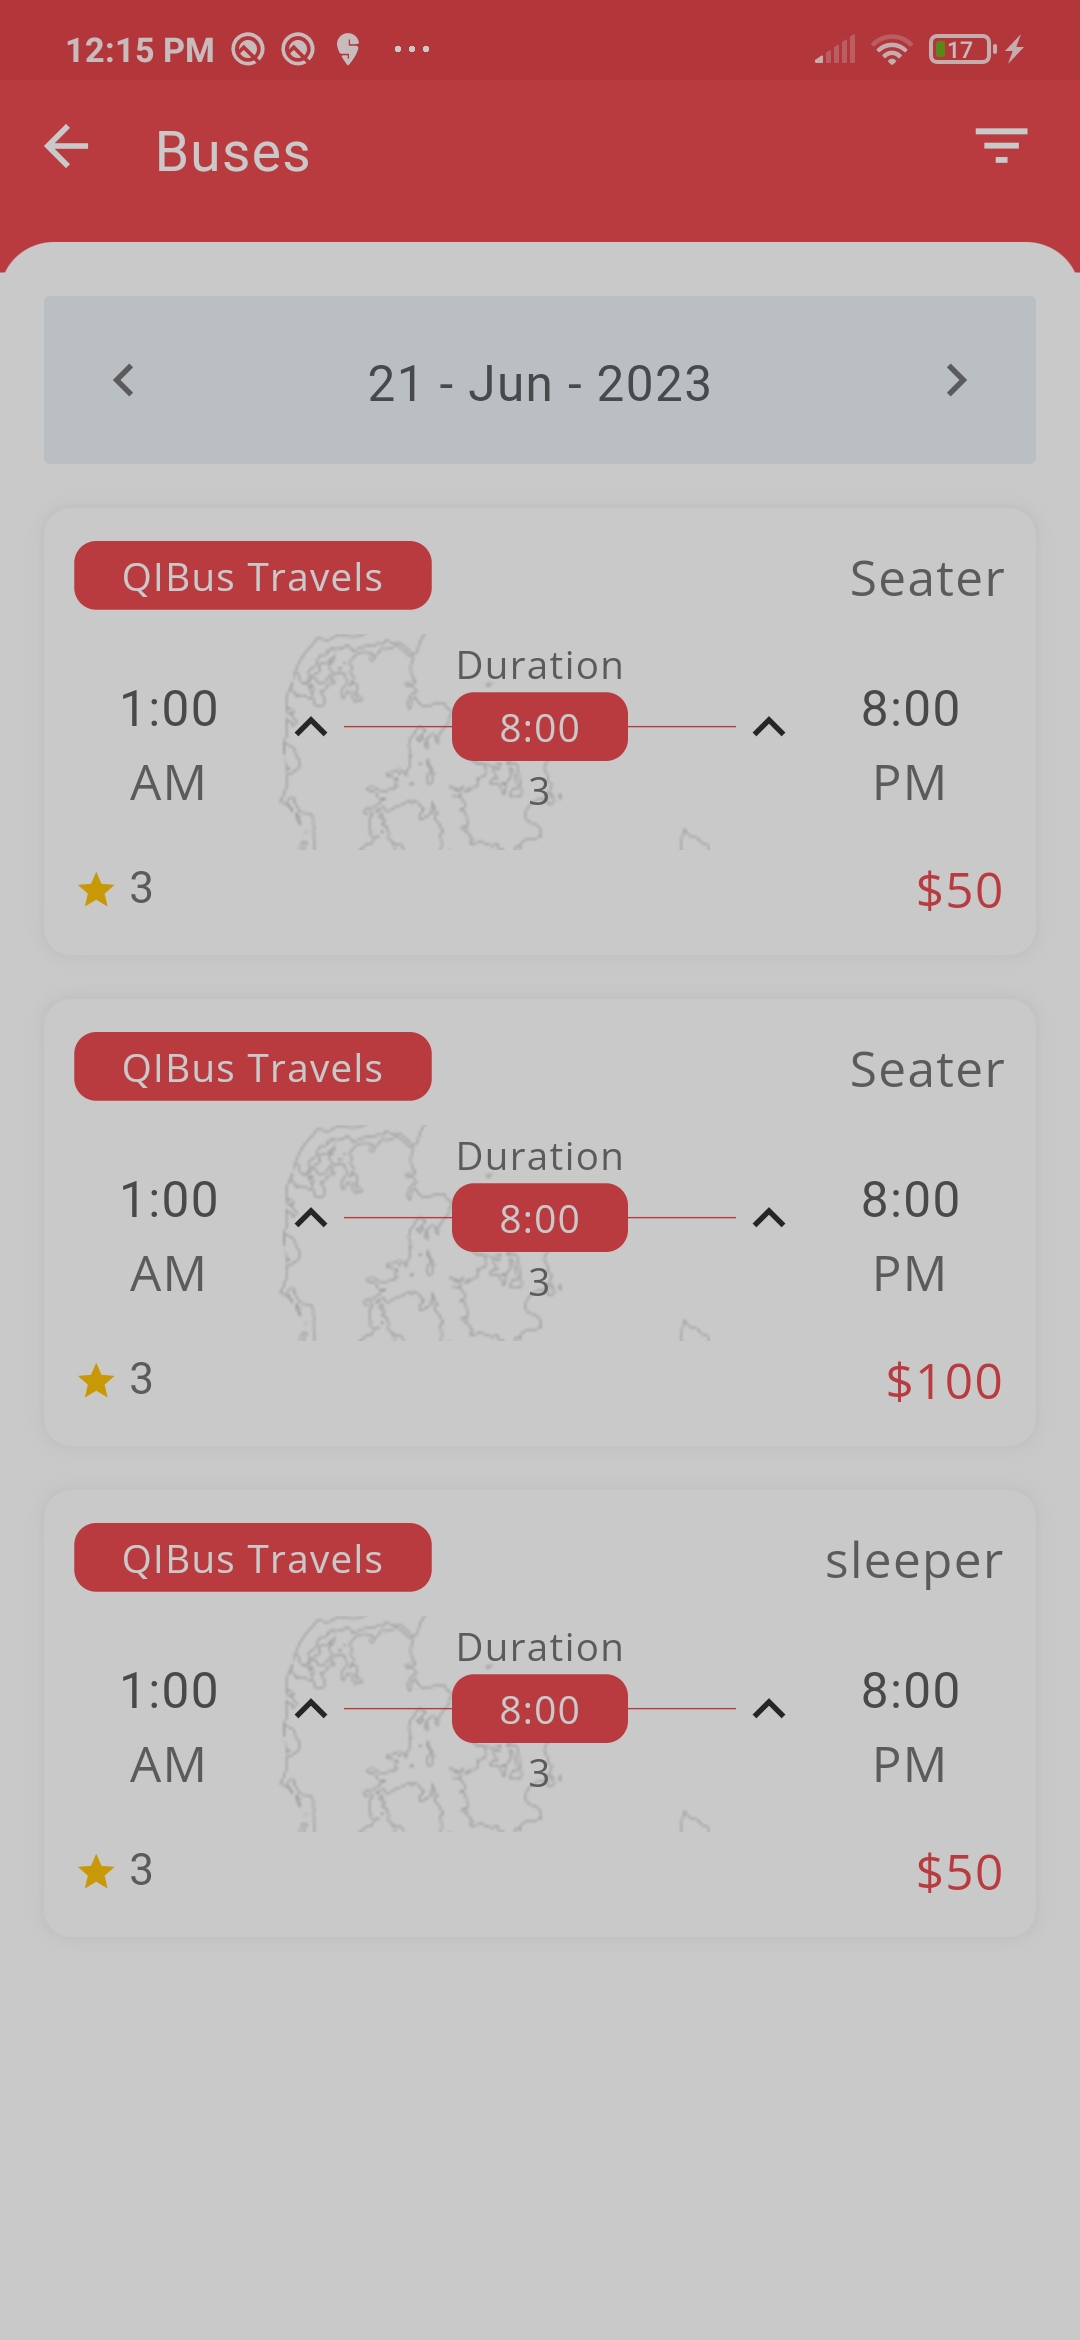 12:15 PM ... 17
Buses
21 - Jun - 2023
QIBus Travels Seater
Duration
1:00 8:00 8:00
AM 3 PM
3 $50
QIBus Travels Seater
Duration
1:00 8:00 8:00
AM 3 PM
3 $100
QIBus Travels sleeper
Duration
1:00 8:00 8:00
AM 3 PM
3 $50